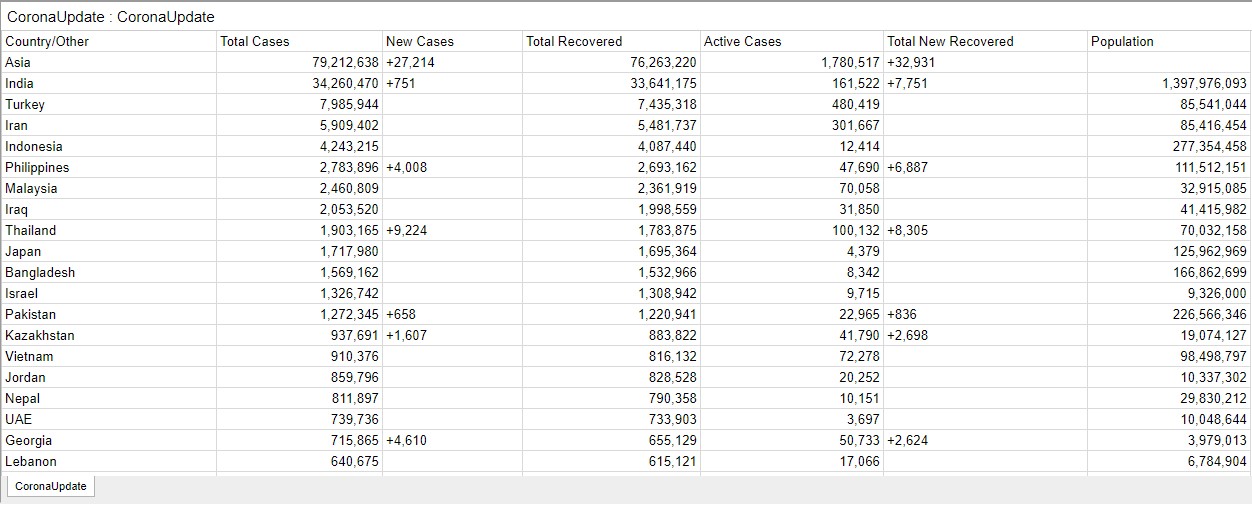 CoronaUpdate : CoronaUpdate
Country/Other Total Cases New Cases Total Recovered Active Cases Total New Recovered Population
Asia 79,212,638 +27,214 76,263,220 1,780,517 +32,931
India 34,260,470 +751 33,641,175 161,522 +7,751 1,397,976,093
Turkey 7,985,944 7,435,318 480,419 85,541,044
Iran 5,909,402 5,481,737 301,667 85,416,454
Indonesia 4,243,215 4,087,440 12,414 277,354,458
Philippines 2,783,896 +4,008 2,693,162 47,690 +6,887 111,512,151
Malaysia 2,460,809 2,361,919 70,058 32,915,085
Iraq 2,053,520 1,998,559 31,850 41,415,982
Thailand 1,903,165 +9,224 1,783,875 100,132 +8,305 70,032,158
Japan 1,717,980 1,695,364 4,379 125,962,969
Bangladesh 1,569,162 1,532,966 8,342 166,862,699
Israel 1,326,742 1,308,942 9,715 9,326,000
Pakistan 1,272,345 +658 1,220,941 22,965 +836 226,566,346
Kazakhstan 937,691 +1,607 883,822 41,790 +2,698 19,074,127
Vietnam 910,376 816,132 72,278 98,498,797
Jordan 859,796 828,528 20,252 10,337,302
Nepal 811,897 790,358 10,151 29,830,212
UAE 739,736 733,903 3,697 10,048,644
Georgia 715,865 +4,610 655,129 50,733 +2,624 3,979,013
Lebanon 640,675 615,121 17,066 6,784,904
CoronaUpdate